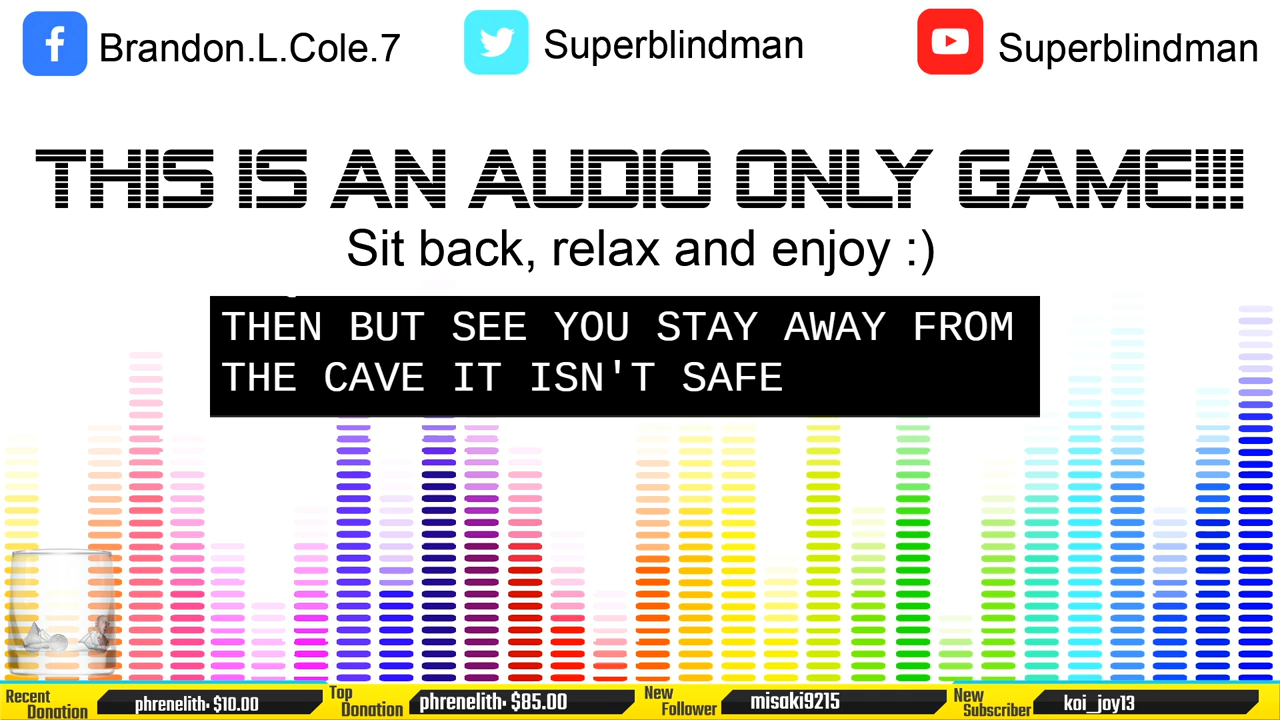 Brandon.L.Cole.7
Superblindman
Superblindman
THIS IS AN AUDIO ONLY GAME!!!
Sit back, relax and enjoy :)
THEN BUT SEE YOU STAY AWAY FROM
THE CAVE IT ISN'T SAFE
Recent Donation
phrenelith: $10.00
Top Donation
phrenelith: $85.00
New Follower
misaki9215
New Subscriber
koi_joy13